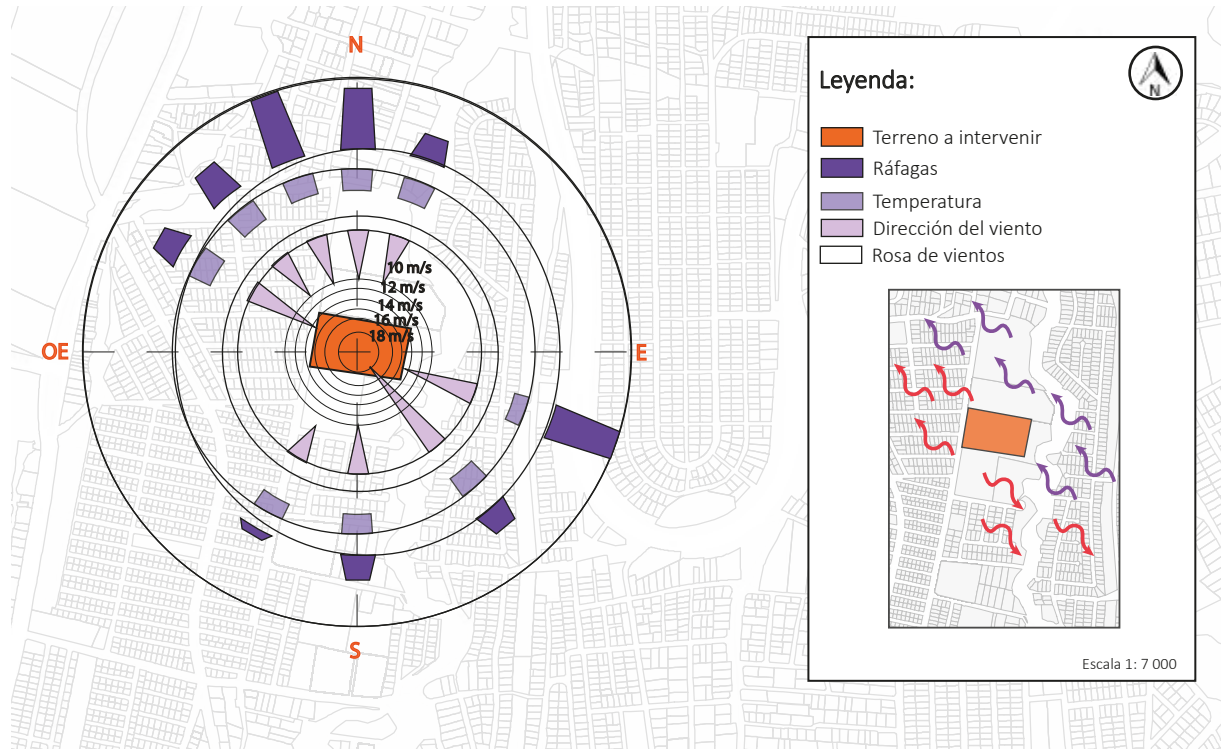 N
10 m/s
12 m/s
14 m/s
16 m/s
18 m/s
OE
E
S
Leyenda:
N
Terreno a intervenir
Ráfagas
Temperatura
Dirección del viento
Rosa de vientos
Escala 1: 7 000